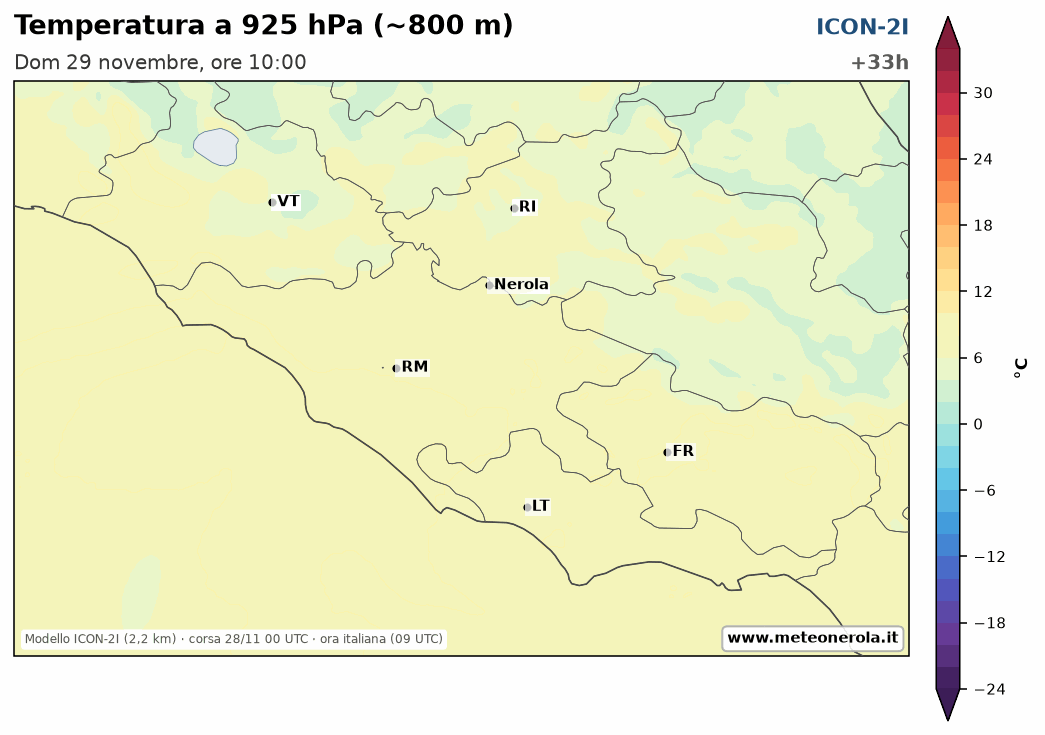 Temperatura a 925 hPa (~800 m)
ICON-2I
Dom 29 novembre, ore 10:00
+33h
VT
RI
Nerola
RM
FR
LT
Modello ICON-2I (2,2 km) · corsa 28/11 00 UTC · ora italiana (09 UTC)
www.meteonerola.it
30
24
18
12
6
0
−6
−12
−18
−24
°C